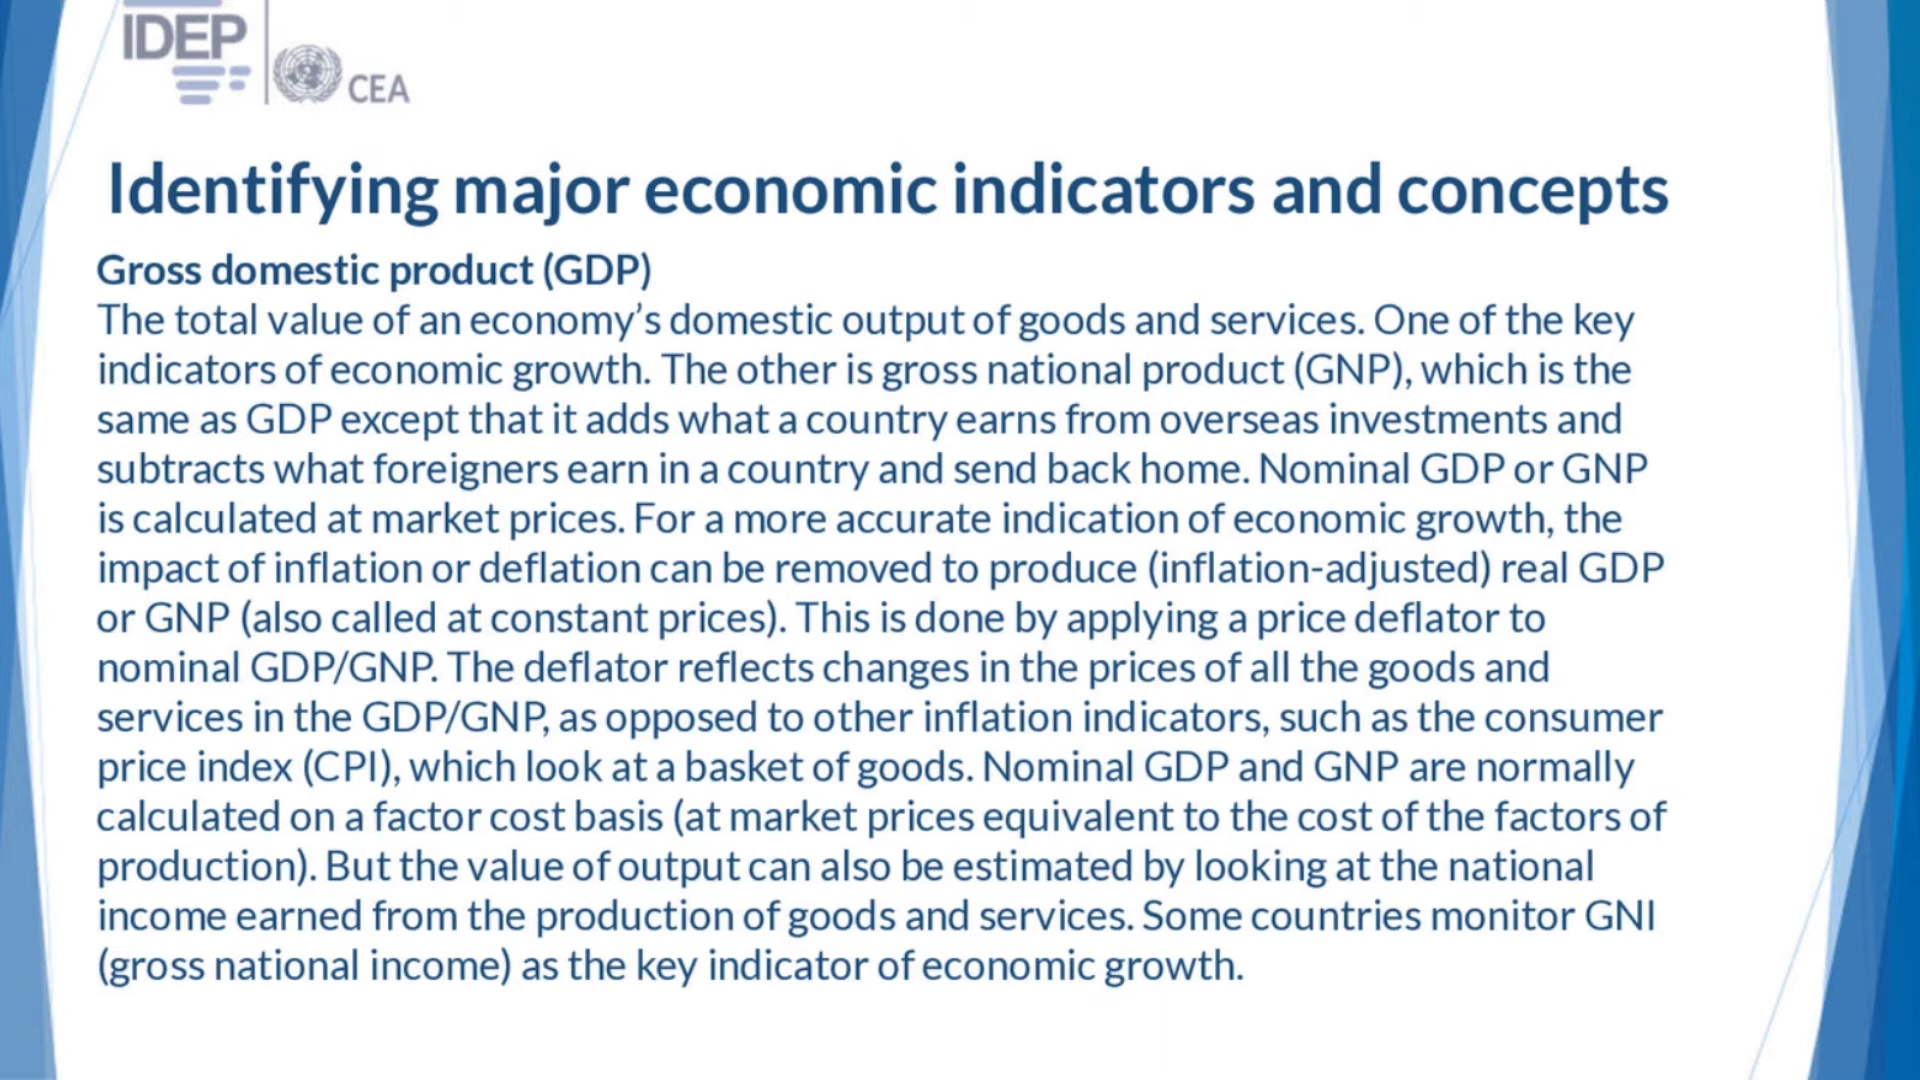 IDEP
CEA
Identifying major economic indicators and concepts
Gross domestic product (GDP)
The total value of an economy’s domestic output of goods and services. One of the key
indicators of economic growth. The other is gross national product (GNP), which is the
same as GDP except that it adds what a country earns from overseas investments and
subtracts what foreigners earn in a country and send back home. Nominal GDP or GNP
is calculated at market prices. For a more accurate indication of economic growth, the
impact of inflation or deflation can be removed to produce (inflation-adjusted) real GDP
or GNP (also called at constant prices). This is done by applying a price deflator to
nominal GDP/GNP. The deflator reflects changes in the prices of all the goods and
services in the GDP/GNP, as opposed to other inflation indicators, such as the consumer
price index (CPI), which look at a basket of goods. Nominal GDP and GNP are normally
calculated on a factor cost basis (at market prices equivalent to the cost of the factors of
production). But the value of output can also be estimated by looking at the national
income earned from the production of goods and services. Some countries monitor GNI
(gross national income) as the key indicator of economic growth.